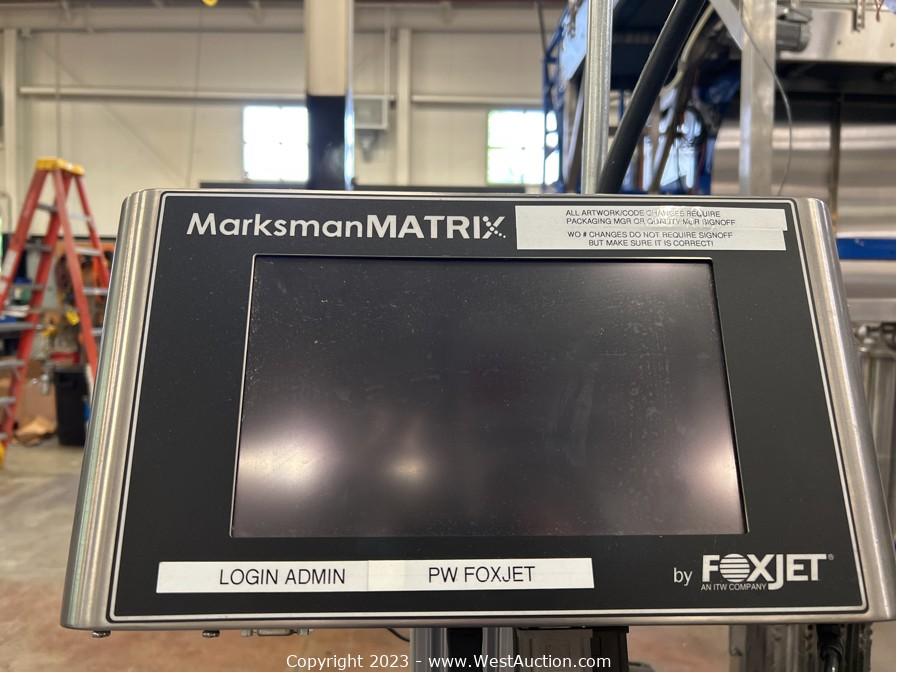 MarksmanMATRIX
ALL ARTWORK/CODE CHANGES REQUIRE
PACKAGING MGR OR QUALITY MGR SIGNOFF
WO # CHANGES DO NOT REQUIRE SIGNOFF
BUT MAKE SURE IT IS CORRECT!
LOGIN ADMIN PW FOXJET
by FOXJET®
AN ITW COMPANY
Copyright 2023 - www.WestAuction.com